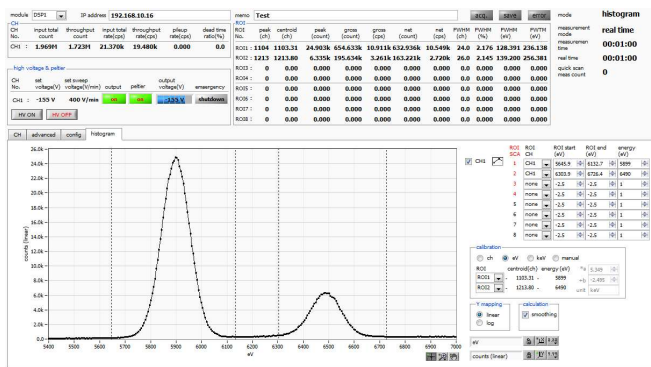 module DSP1 IP address 192.168.10.16 memo Test acq. save error mode histogram
CH
CH No. input total count throughput count input total rate(cps) throughput rate(cps) pileup rate(cps) dead time ratio(%)
CH1 : 1.969M 1.723M 21.370k 19.480k 0.000 0.0
ROI
ROI No. peak (ch) centroid (ch) peak (count) gross (count) gross (cps) net (count) net (cps) FWHM (ch) FWHM (%) FWHM (eV) FWTM (eV)
ROI1 : 1104 1103.31 24.903k 654.633k 10.911k 632.936k 10.549k 24.0 2.176 128.391 236.138
ROI2 : 1213 1213.80 6.335k 195.634k 3.261k 163.221k 2.720k 26.0 2.145 139.200 256.381
ROI3 : 0 0.00 0.000 0.000 0.000 0.000 0.000 0.0 0.000 0.000 0.000
ROI4 : 0 0.00 0.000 0.000 0.000 0.000 0.000 0.0 0.000 0.000 0.000
ROI5 : 0 0.00 0.000 0.000 0.000 0.000 0.000 0.0 0.000 0.000 0.000
ROI6 : 0 0.00 0.000 0.000 0.000 0.000 0.000 0.0 0.000 0.000 0.000
ROI7 : 0 0.00 0.000 0.000 0.000 0.000 0.000 0.0 0.000 0.000 0.000
ROI8 : 0 0.00 0.000 0.000 0.000 0.000 0.000 0.0 0.000 0.000 0.000
measurement mode real time
measuremen time 00:01:00
real time 00:01:00
quick scan meas count 0
high voltage & peltier
CH No. set voltage(V) set sweep voltage(V/min) output peltier output voltage(V) emsergency
CH1 : -155 V 400 V/min on on -155 V shutdown
HV ON HV OFF
CH advanced config histogram
26.0k
24.0k
22.0k
20.0k
18.0k
16.0k
14.0k
12.0k
10.0k
8.0k
6.0k
4.0k
2.0k
0.0
counts (linear)
5400 5500 5600 5700 5800 5900 6000 6100 6200 6300 6400 6500 6600 6700 6800 6900 7000
eV
CH1
ROI SCA ROI CH ROI start (eV) ROI end (eV) energy (eV)
1 CH1 5645.9 6132.7 5899
2 CH1 6303.9 6726.4 6490
3 none -2.5 -2.5 1
4 none -2.5 -2.5 1
5 none -2.5 -2.5 1
6 none -2.5 -2.5 1
7 none -2.5 -2.5 1
8 none -2.5 -2.5 1
calibration
ch eV keV manual
ROI centroid(ch) energy (eV) *a 5.349
ROI1 - 1103.31 - 5899 +b -2.495
ROI2 - 1213.80 - 6490 unit keV
Y mapping
linear
log
calculation
smoothing
eV
counts (linear)